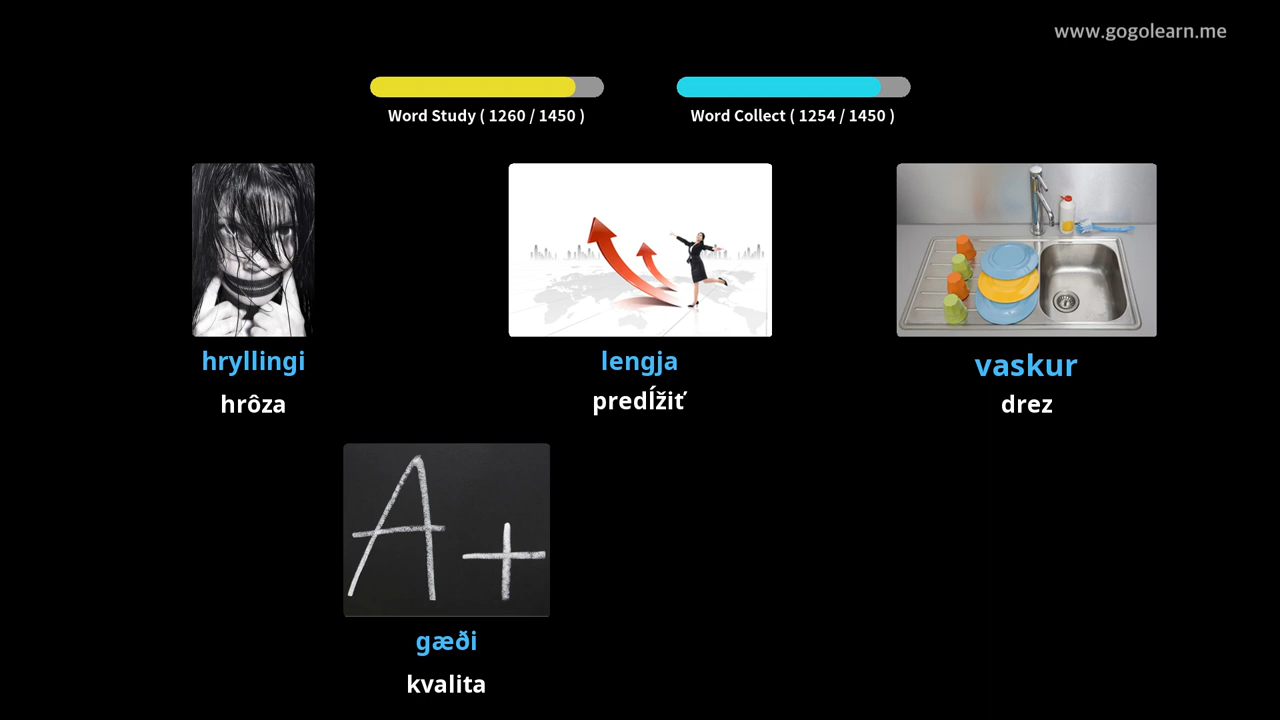 www.gogolearn.me
Word Study ( 1260 / 1450 )
Word Collect ( 1254 / 1450 )
hryllingi
hrôza
lengja
predĺžiť
vaskur
drez
A+
gæði
kvalita